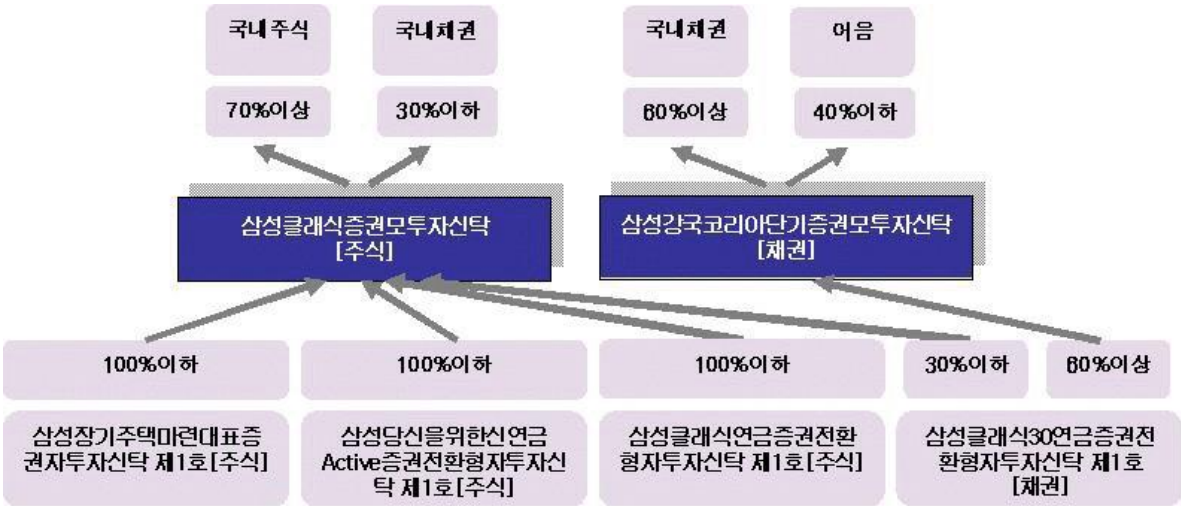 국내주식
국내채권
국내채권
어음
70%이상
30%이하
60%이상
40%이하
삼성클래식증권모투자신탁
[주식]
삼성강국코리아단기증권모투자신탁
[채권]
100%이하
100%이하
100%이하
30%이하
60%이상
삼성장기주택마련대표증
권자투자신탁 제1호[주식]
삼성당신을위한신연금
Active증권전환형자투자신
탁 제1호[주식]
삼성클래식연금증권전환
형자투자신탁 제1호[주식]
삼성클래식30연금증권전
환형자투자신탁 제1호
[채권]